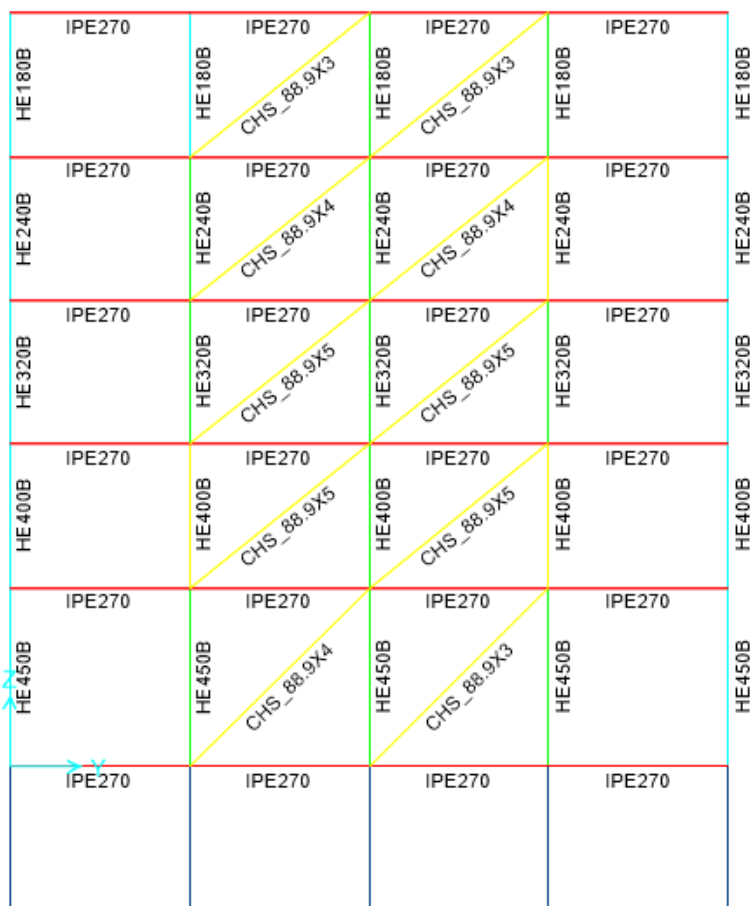 IPE270 IPE270 IPE270 IPE270
HE180B HE180B HE180B HE180B HE180B
CHS_88.9X3 CHS_88.9X3
IPE270 IPE270 IPE270 IPE270
HE240B HE240B HE240B HE240B HE240B
CHS_88.9X4 CHS_88.9X4
IPE270 IPE270 IPE270 IPE270
HE320B HE320B HE320B HE320B HE320B
CHS_88.9X5 CHS_88.9X5
IPE270 IPE270 IPE270 IPE270
HE400B HE400B HE400B HE400B HE400B
CHS_88.9X5 CHS_88.9X5
IPE270 IPE270 IPE270 IPE270
HE450B HE450B HE450B HE450B HE450B
CHS_88.9X4 CHS_88.9X3
Z
Y
IPE270 IPE270 IPE270 IPE270